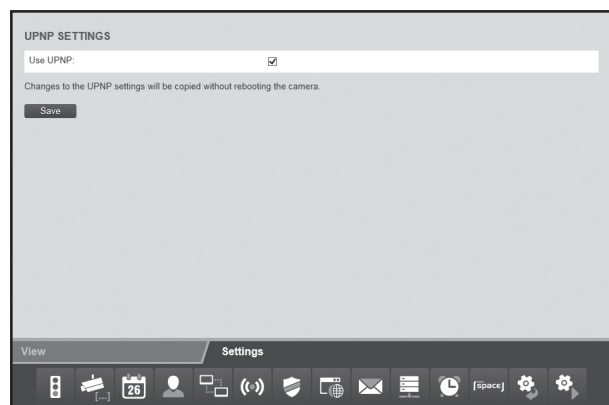 UPNP SETTINGS
Use UPNP:
Changes to the UPNP settings will be copied without rebooting the camera.
Save
View
Settings
[...]
26
[space]